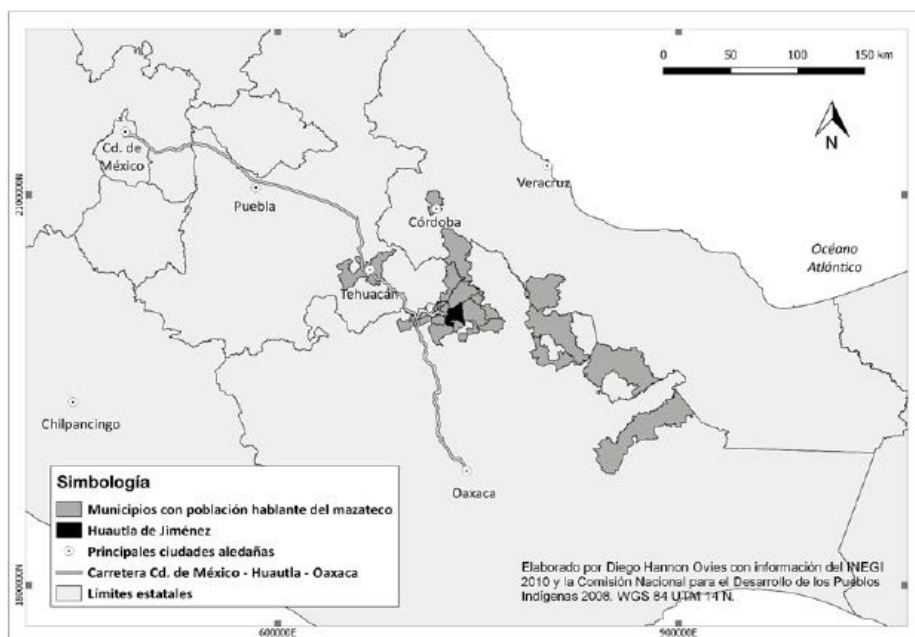 0 50 100 150 km
N
Cd. de
México
Puebla
Veracruz
Córdoba
Océano
Atlántico
Tehuacán
Chilpancingo
Oaxaca
2100000N
1800000N
600000E
900000E
Simbología
Municipios con población hablante del mazateco
Huautla de Jiménez
Principales ciudades aledañas
Carretera Cd. de México - Huautla - Oaxaca
Límites estatales
Elaborado por Diego Hannon Ovies con información del INEGI
2010 y la Comisión Nacional para el Desarrollo de los Pueblos
Indígenas 2008. WGS 84 UTM 14 N.